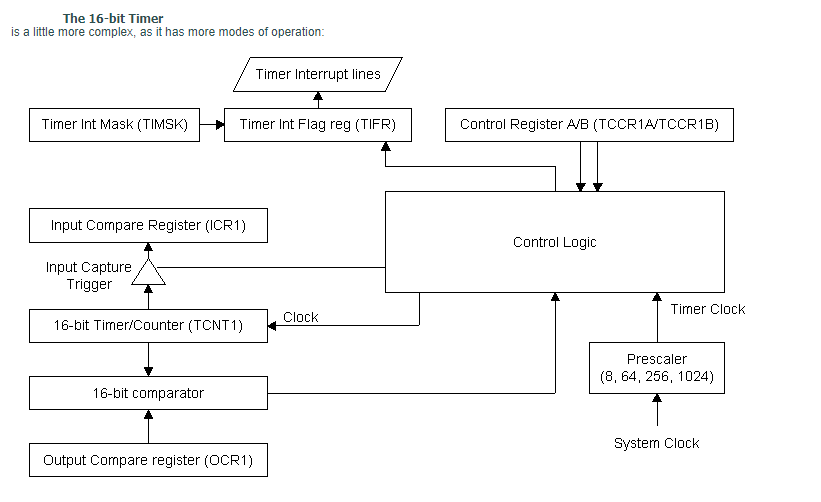 The 16-bit Timer
is a little more complex, as it has more modes of operation:
Timer Interrupt lines
Timer Int Mask (TIMSK)
Timer Int Flag reg (TIFR)
Control Register A/B (TCCR1A/TCCR1B)
Input Compare Register (ICR1)
Control Logic
Input Capture
Trigger
Clock
Timer Clock
16-bit Timer/Counter (TCNT1)
Prescaler
(8, 64, 256, 1024)
16-bit comparator
System Clock
Output Compare register (OCR1)